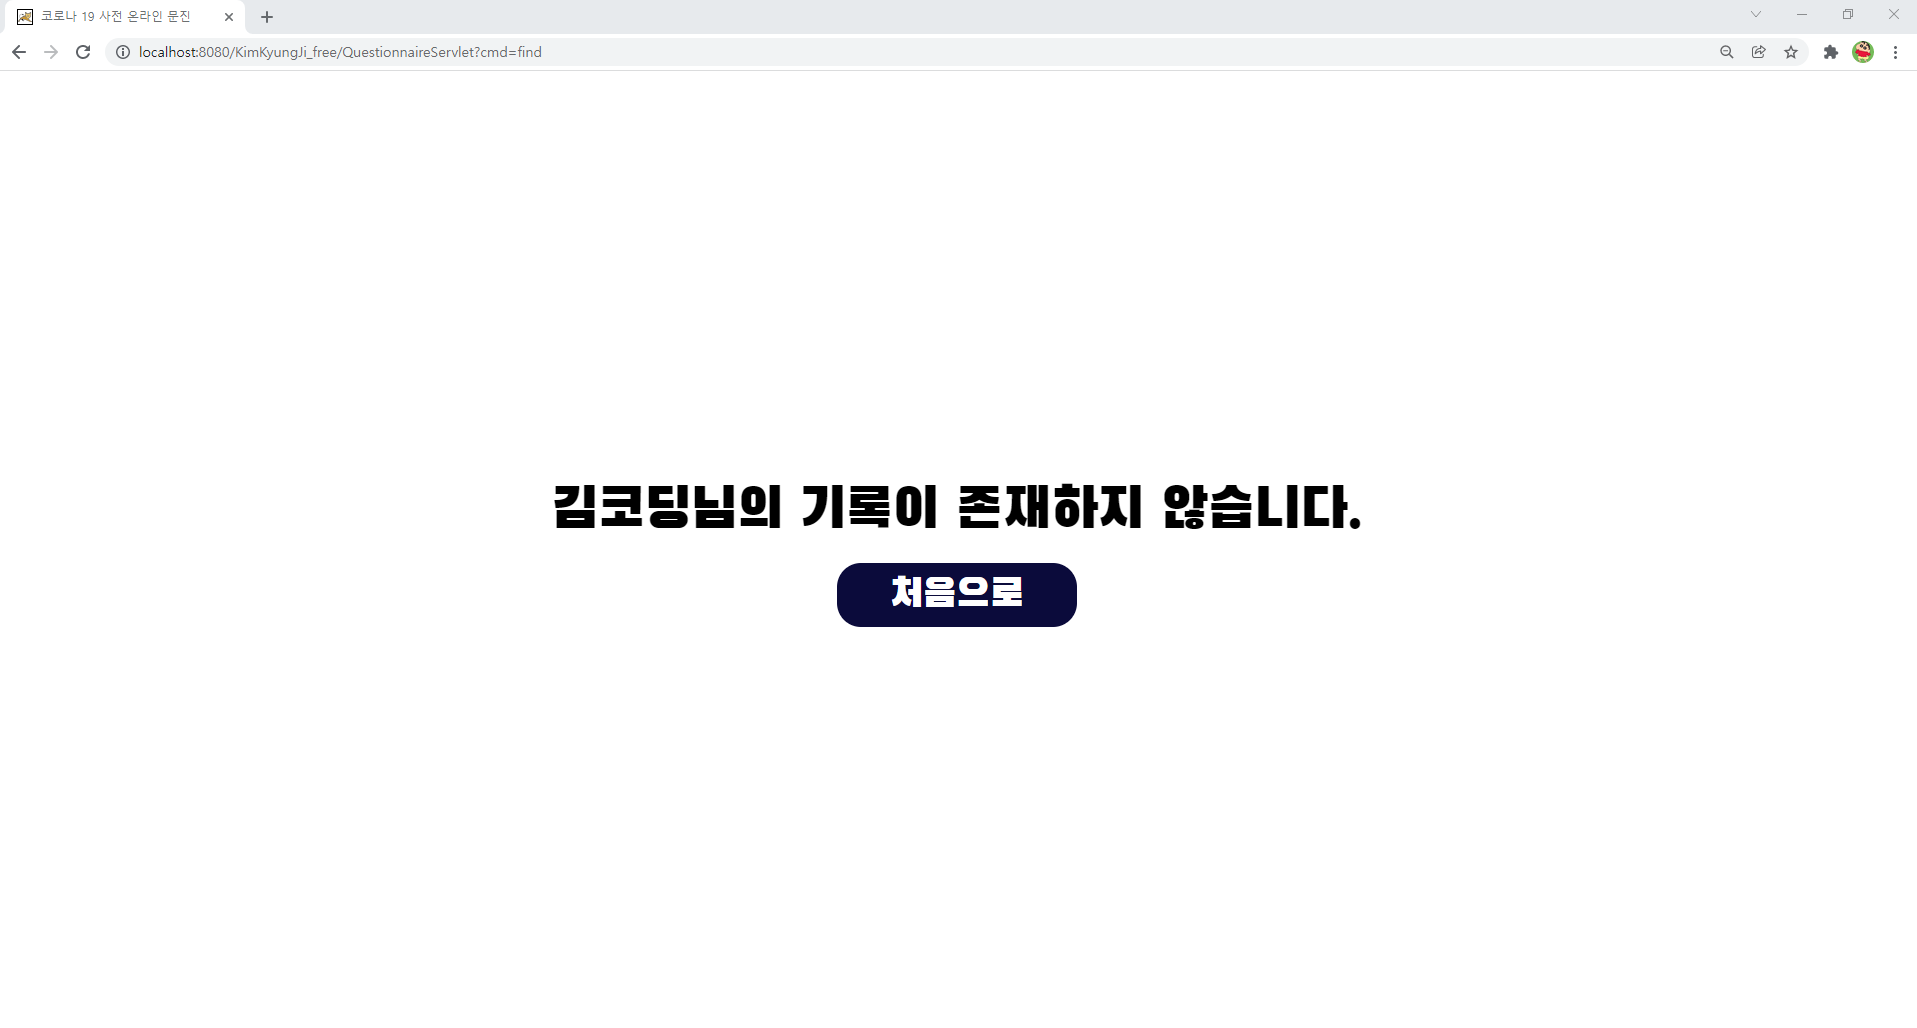 코로나 19 사전 온라인 문진
localhost:8080/KimKyungJi_free/QuestionnaireServlet?cmd=find
김코딩님의 기록이 존재하지 않습니다.
처음으로